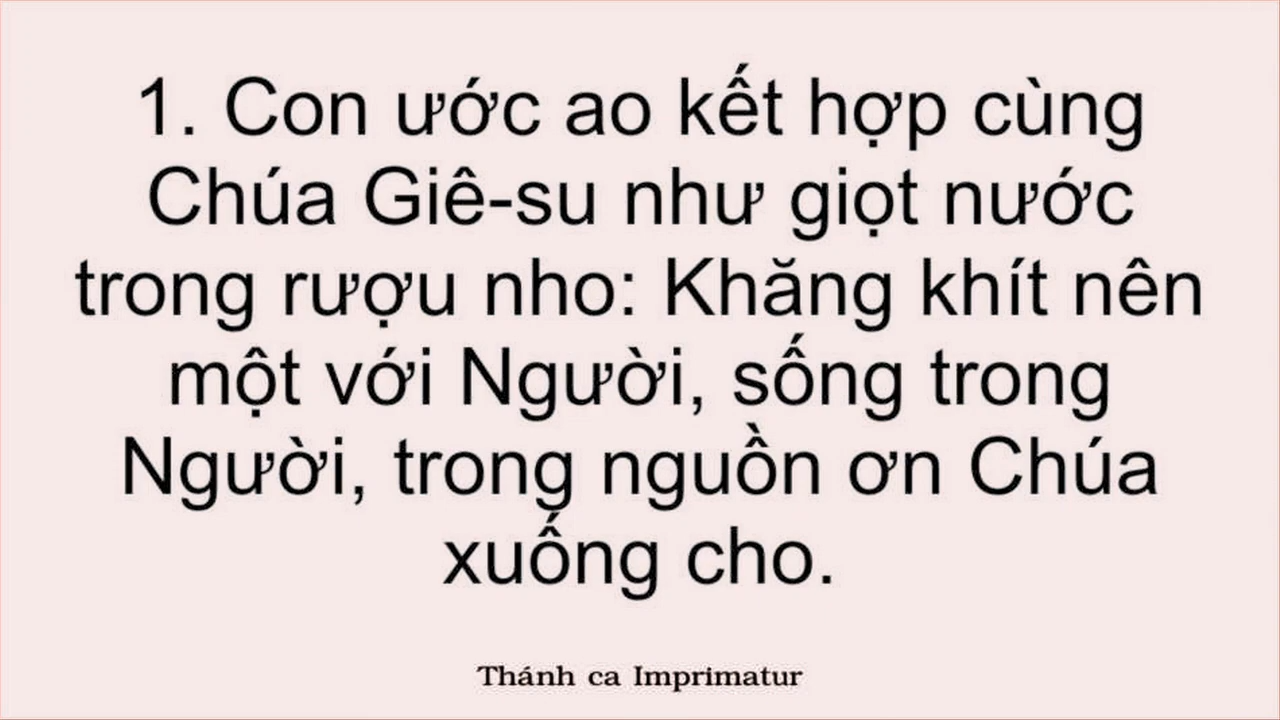 1. Con ước ao kết hợp cùng
Chúa Giê-su như giọt nước
trong rượu nho: Khăng khít nên
một với Người, sống trong
Người, trong nguồn ơn Chúa
xuống cho.
Thánh ca Imprimatur